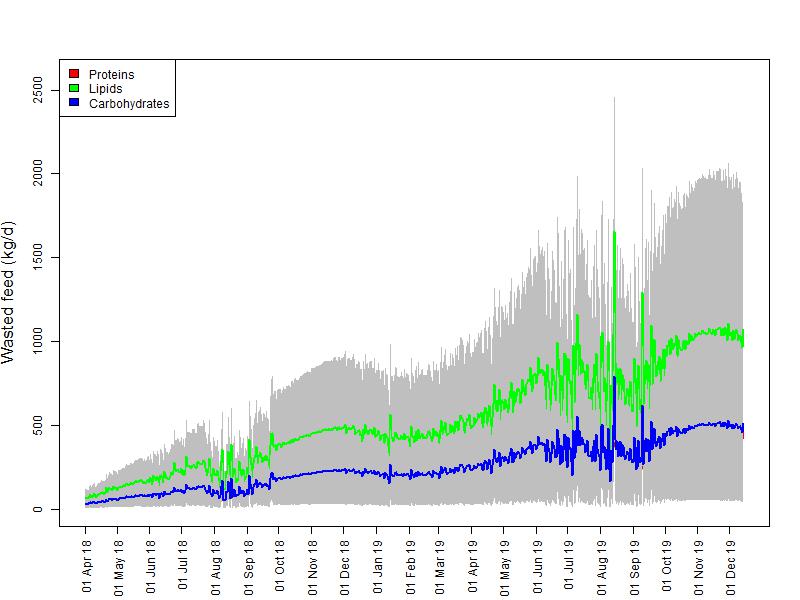 Proteins
Lipids
Carbohydrates
Wasted feed (kg/d)
2500
2000
1500
1000
500
0
01 Apr 18
01 May 18
01 Jun 18
01 Jul 18
01 Aug 18
01 Sep 18
01 Oct 18
01 Nov 18
01 Dec 18
01 Jan 19
01 Feb 19
01 Mar 19
01 Apr 19
01 May 19
01 Jun 19
01 Jul 19
01 Aug 19
01 Sep 19
01 Oct 19
01 Nov 19
01 Dec 19